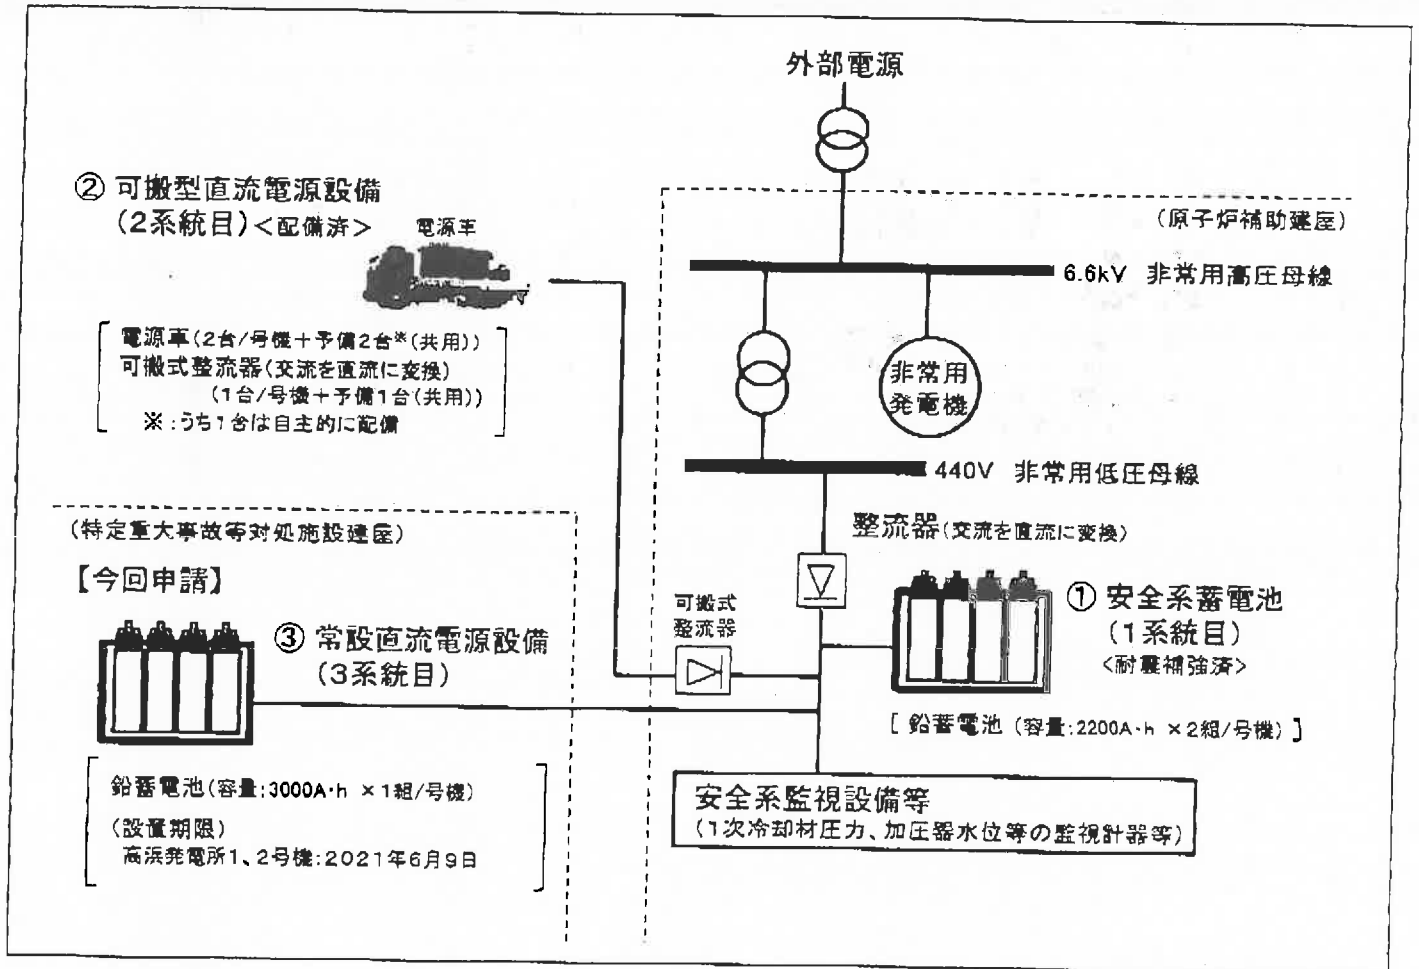 外部電源
② 可搬型直流電源設備
(2系統目)<配備済>
電源車
(原子炉補助建屋)
6.6kV 非常用高圧母線
電源車(2台/号機+予備2台※(共用))
可搬式整流器(交流を直流に変換)
(1台/号機+予備1台(共用))
※:うち1台は自主的に配備
非常用
発電機
440V 非常用低圧母線
(特定重大事故等対処施設建屋)
整流器(交流を直流に変換)
【今回申請】
③ 常設直流電源設備
(3系統目)
可搬式
整流器
① 安全系蓄電池
(1系統目)
<耐震補強済>
[ 鉛蓄電池 (容量:2200A·h ×2組/号機) ]
鉛蓄電池(容量:3000A·h ×1組/号機)
(設置期限)
高浜発電所1、2号機:2021年6月9日
安全系監視設備等
(1次冷却材圧力、加圧器水位等の監視計器等)